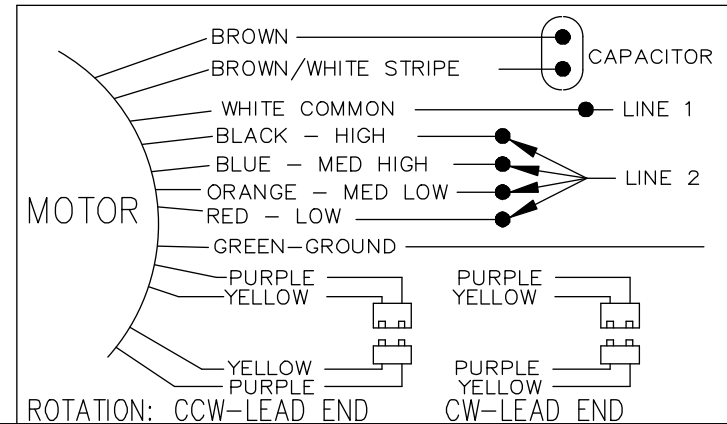 BROWN
BROWN/WHITE STRIPE
CAPACITOR
WHITE COMMON
LINE 1
BLACK – HIGH
BLUE – MED HIGH
LINE 2
ORANGE – MED LOW
MOTOR
RED – LOW
GREEN–GROUND
PURPLE
YELLOW
PURPLE
YELLOW
YELLOW
PURPLE
PURPLE
YELLOW
ROTATION: CCW–LEAD END
CW–LEAD END